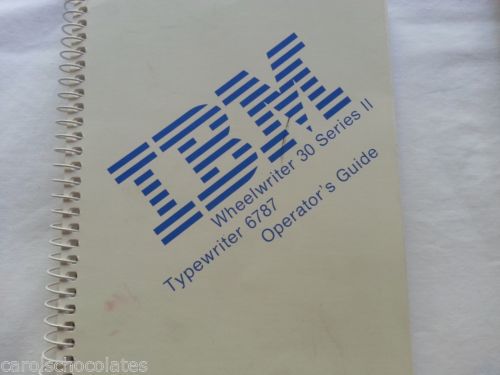 IBM
Wheelwriter 30 Series II
Typewriter 6787
Operator's Guide
carolschocolates